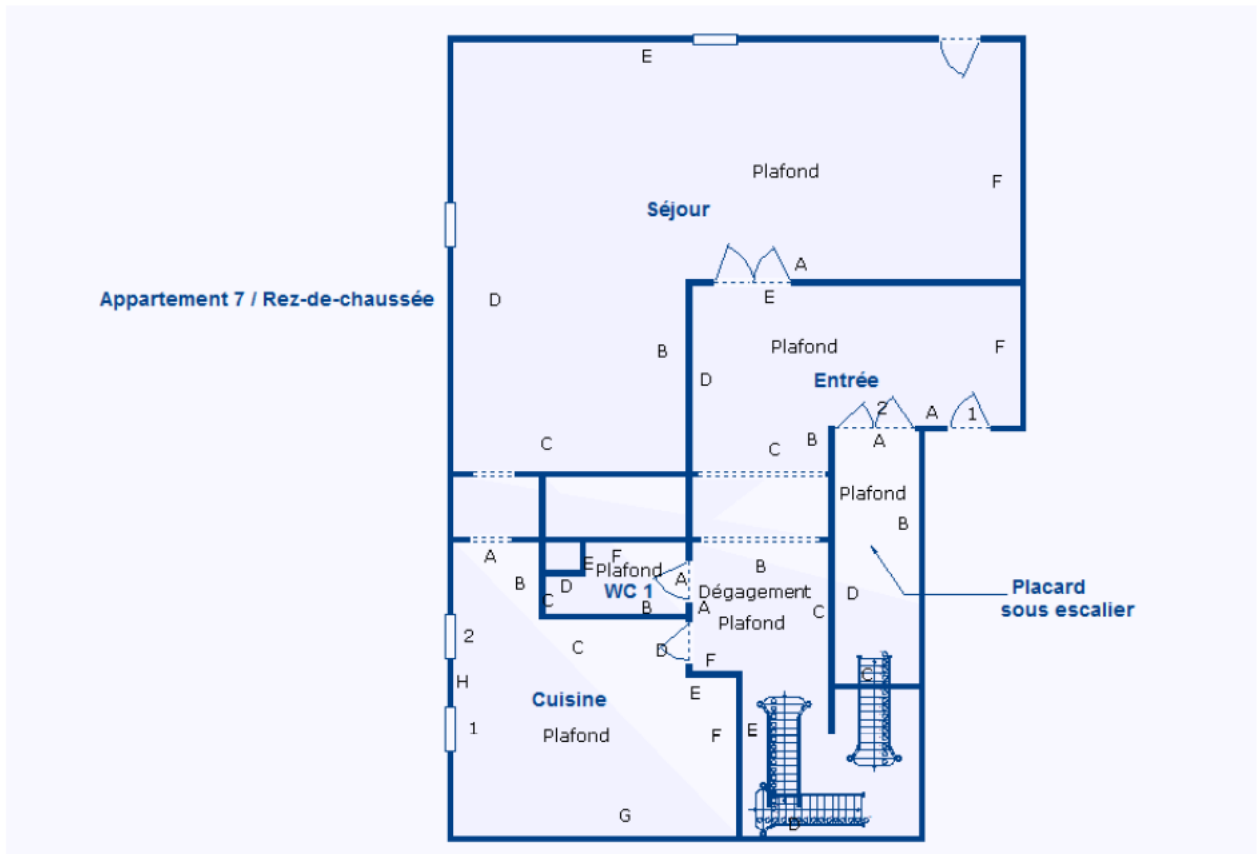 E
Plafond
F
Séjour
A
Appartement 7 / Rez-de-chaussée
D
E
B
Plafond
F
D
Entrée
2
A
1
C
B
C
A
Plafond
B
A
B
E
F
Plafond
D
WC 1
C
B
A
B
Dégagement
A
C
Plafond
D
Placard
sous escalier
2
C
D
F
C
H
E
Cuisine
1
Plafond
F
E
G
D